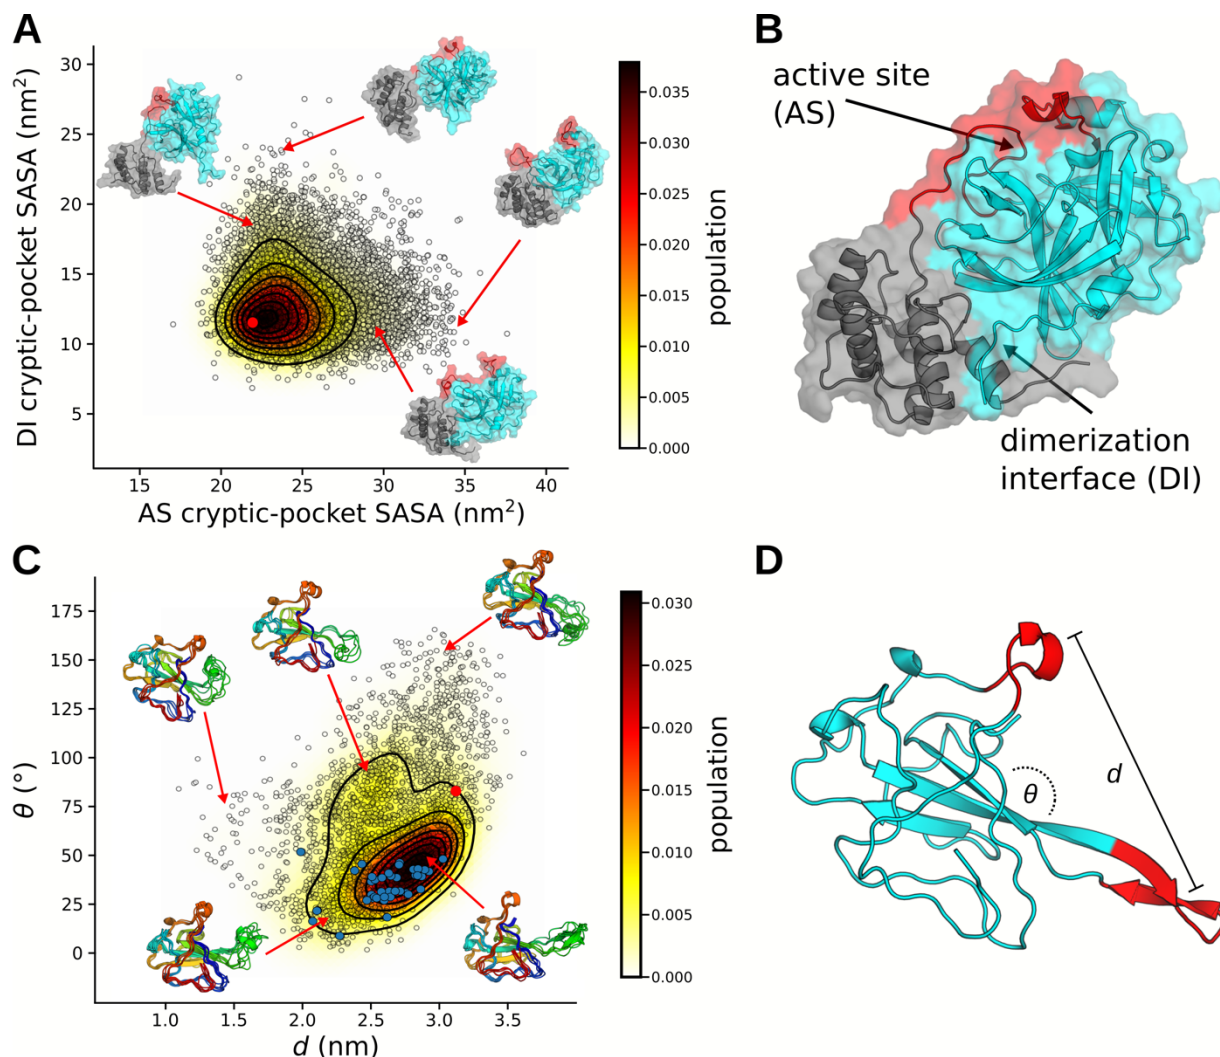 A
DI cryptic-pocket SASA (nm²)
30
25
20
15
10
5
15
20
25
30
35
40
AS cryptic-pocket SASA (nm²)
0.035
0.030
0.025
0.020
0.015
0.010
0.005
0.000
population
B
active site
(AS)
dimerization
interface (DI)
C
θ (°)
175
150
125
100
75
50
25
0
1.0
1.5
2.0
2.5
3.0
3.5
d (nm)
0.030
0.025
0.020
0.015
0.010
0.005
0.000
population
D
θ
d